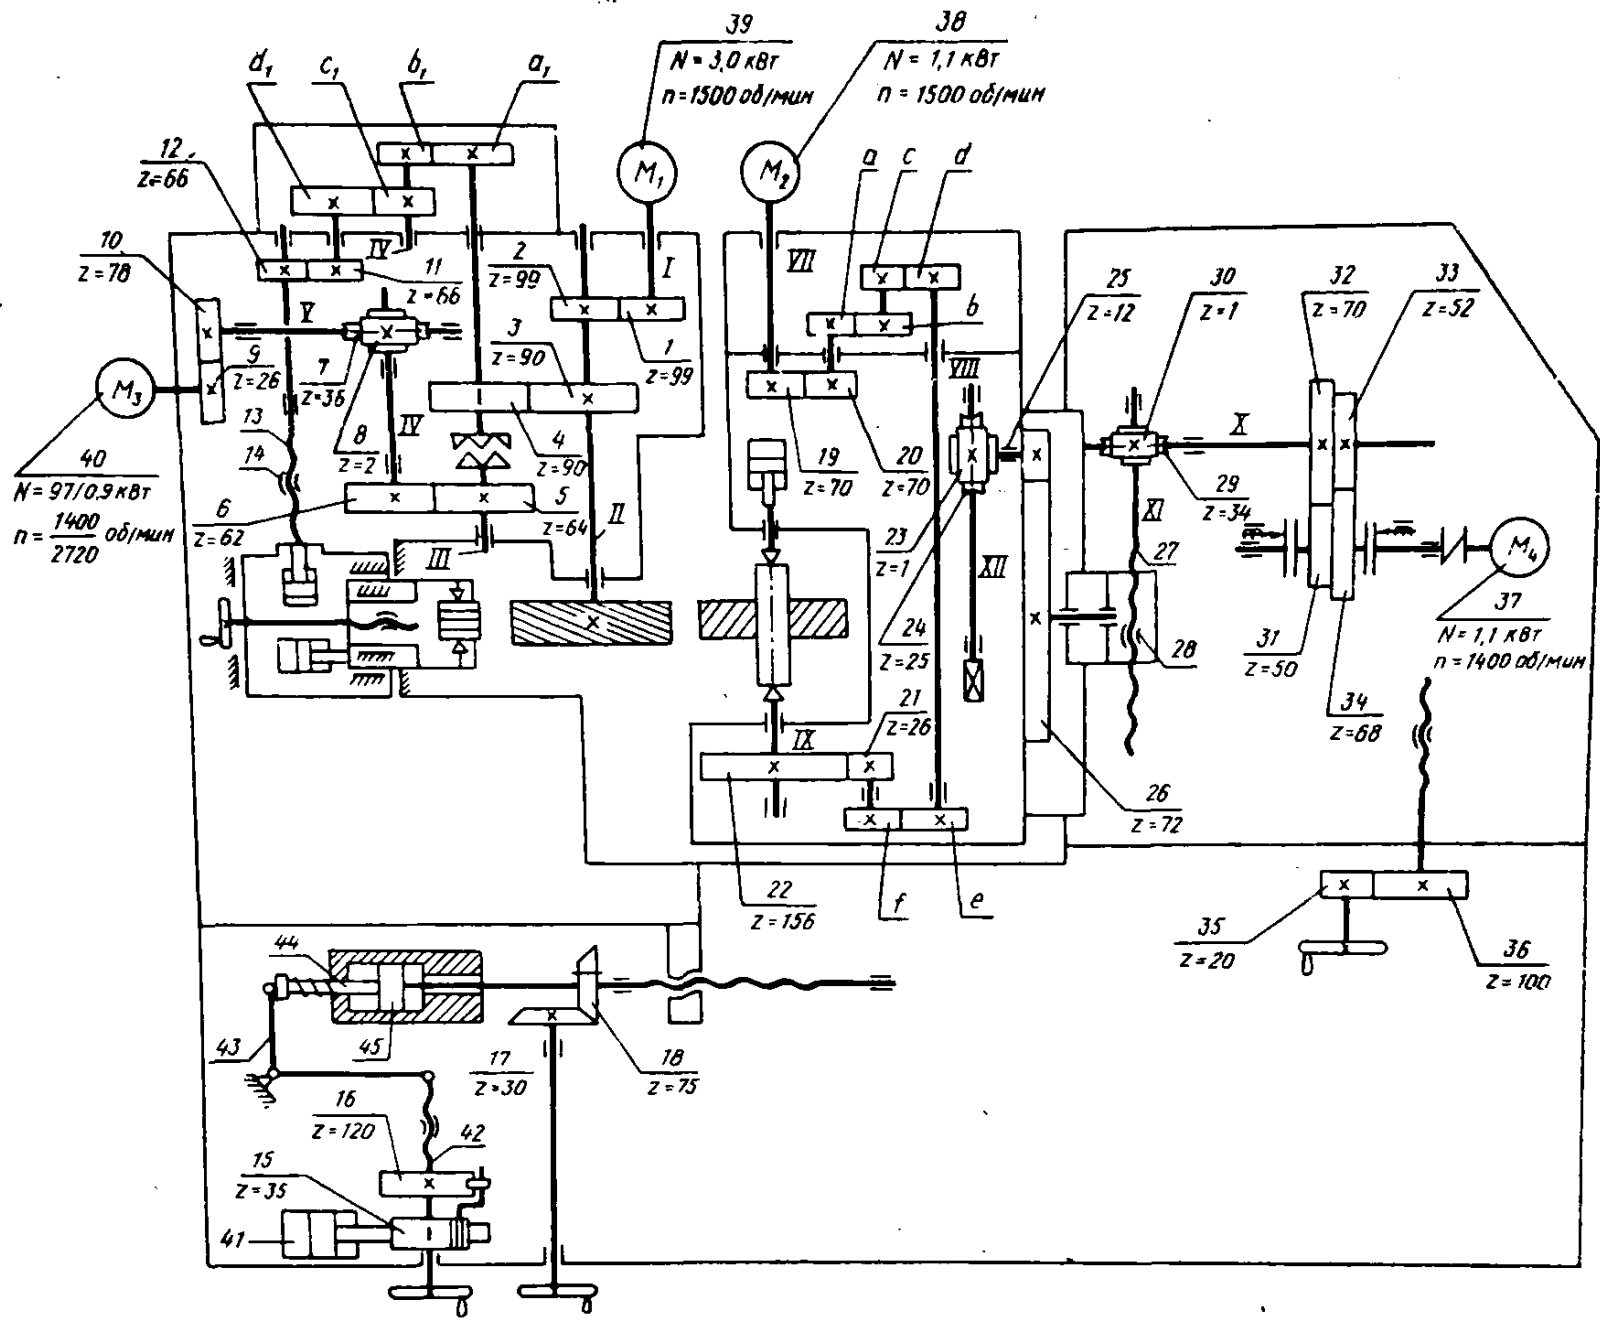 39
N = 3,0 кВт
n = 1500 об/мин
38
N = 1,1 кВт
n = 1500 об/мин
d₁
c₁
b₁
a₁
M₁
M₂
a
c
d
12
z = 66
10
z = 78
11
z = 66
IV
2
z = 99
I
VII
b
25
z = 12
30
z = 1
32
z = 70
33
z = 52
V
9
z = 26
7
z = 36
3
z = 90
1
z = 99
VIII
M₃
IV
8
z = 2
4
z = 90
X
13
14
40
N = 97/0.9 кВт
n = 1400/2720 об/мин
19
z = 70
20
z = 70
29
z = 34
XI
27
M₄
6
z = 62
5
z = 64
II
III
23
z = 1
XII
24
z = 25
28
31
z = 50
37
N = 1,1 кВт
n = 1400 об/мин
34
z = 68
21
z = 26
IX
26
z = 72
22
z = 156
f
e
35
z = 20
36
z = 100
44
43
45
17
z = 30
18
z = 75
16
z = 120
42
15
z = 35
41